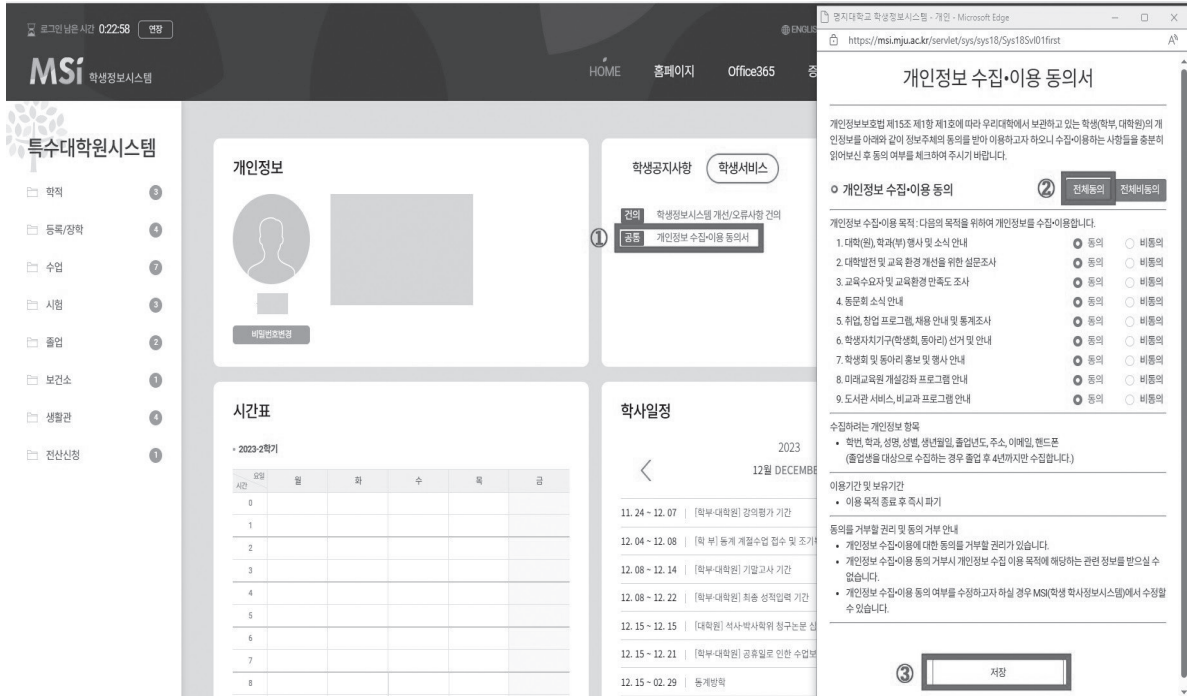 로그인 남은 시간 0:22:58 연장
ENGLIS
MSi 학생정보시스템
HOME 홈페이지 Office365 증
특수대학원시스템
학적 3
등록/장학 4
수업 7
시험 3
졸업 2
보건소 1
생활관 4
전산신청 1
개인정보
비밀번호변경
학생공지사항 학생서비스
건의 학생정보시스템 개선/오류사항 건의
① 공통 개인정보 수집•이용 동의서
시간표
2023-2학기
요일
시간 월 화 수 목 금
0
1
2
3
4
5
6
7
8
학사일정
2023
12월 DECEMBE
11. 24 ~ 12. 07 | [학부·대학원] 강의평가 기간
12. 04 ~ 12. 08 | [학 부] 동계 계절수업 접수 및 조기
12. 08 ~ 12. 14 | [학부·대학원] 기말고사 기간
12. 08 ~ 12. 22 | [학부·대학원] 최종 성적입력 기간
12. 15 ~ 12. 15 | [대학원] 석사·박사학위 청구논문 심
12. 15 ~ 12. 21 | [학부·대학원] 공휴일로 인한 수업보
12. 15 ~ 02. 29 | 동계방학
명지대학교 학생정보시스템 - 개인 - Microsoft Edge
https://msi.mju.ac.kr/servlet/sys/sys18/Sys18Svl01first
개인정보 수집•이용 동의서
개인정보보호법 제15조 제1항 제1호에 따라 우리대학에서 보관하고 있는 학생(학부, 대학원)의 개
인정보를 아래와 같이 정보주체의 동의를 받아 이용하고자 하오니 수집•이용하는 사항들을 충분히
읽어보신 후 동의 여부를 체크하여 주시기 바랍니다.
개인정보 수집•이용 동의 ② 전체동의 전체비동의
개인정보 수집•이용 목적 : 다음의 목적을 위하여 개인정보를 수집•이용합니다.
1. 대학(원), 학과(부) 행사 및 소식 안내 동의 비동의
2. 대학발전 및 교육 환경 개선을 위한 설문조사 동의 비동의
3. 교육수요자 및 교육환경 만족도 조사 동의 비동의
4. 동문회 소식 안내 동의 비동의
5. 취업, 창업 프로그램, 채용 안내 및 통계조사 동의 비동의
6. 학생자치기구(학생회, 동아리) 선거 및 안내 동의 비동의
7. 학생회 및 동아리 홍보 및 행사 안내 동의 비동의
8. 미래교육원 개설강좌 프로그램 안내 동의 비동의
9. 도서관 서비스, 비교과 프로그램 안내 동의 비동의
수집하려는 개인정보 항목
• 학번, 학과, 성명, 성별, 생년월일, 졸업년도, 주소, 이메일, 핸드폰
(졸업생을 대상으로 수집하는 경우 졸업 후 4년까지만 수집합니다.)
이용기간 및 보유기간
• 이용 목적 종료 후 즉시 파기
동의를 거부할 권리 및 동의 거부 안내
• 개인정보 수집•이용에 대한 동의를 거부할 권리가 있습니다.
• 개인정보 수집•이용 동의 거부시 개인정보 수집 이용 목적에 해당하는 관련 정보를 받으실 수
없습니다.
• 개인정보 수집•이용 동의 여부를 수정하고자 하실 경우 MSI(학생 학사정보시스템)에서 수정할
수 있습니다.
③ 저장